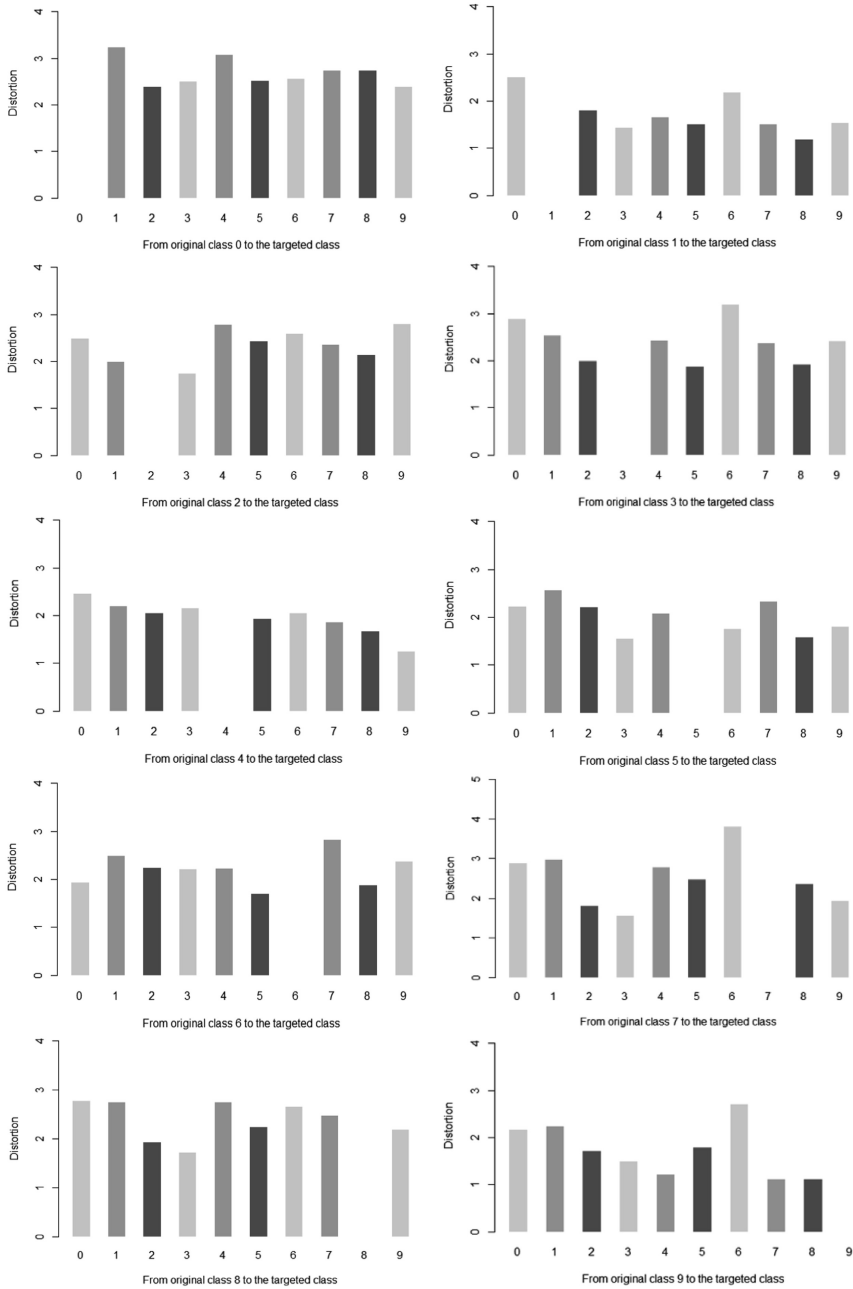 Distortion
4
3
2
1
0
0 1 2 3 4 5 6 7 8 9
From original class 0 to the targeted class
Distortion
4
3
2
1
0
0 1 2 3 4 5 6 7 8 9
From original class 1 to the targeted class
Distortion
4
3
2
1
0
0 1 2 3 4 5 6 7 8 9
From original class 2 to the targeted class
Distortion
4
3
2
1
0
0 1 2 3 4 5 6 7 8 9
From original class 3 to the targeted class
Distortion
4
3
2
1
0
0 1 2 3 4 5 6 7 8 9
From original class 4 to the targeted class
Distortion
4
3
2
1
0
0 1 2 3 4 5 6 7 8 9
From original class 5 to the targeted class
Distortion
4
3
2
1
0
0 1 2 3 4 5 6 7 8 9
From original class 6 to the targeted class
Distortion
5
4
3
2
1
0
0 1 2 3 4 5 6 7 8 9
From original class 7 to the targeted class
Distortion
4
3
2
1
0
0 1 2 3 4 5 6 7 8 9
From original class 8 to the targeted class
Distortion
4
3
2
1
0
0 1 2 3 4 5 6 7 8 9
From original class 9 to the targeted class